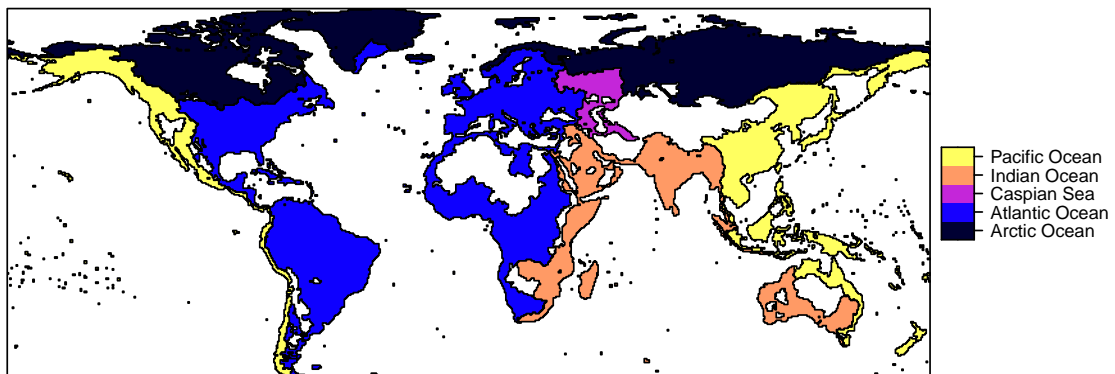 Pacific Ocean
Indian Ocean
Caspian Sea
Atlantic Ocean
Arctic Ocean